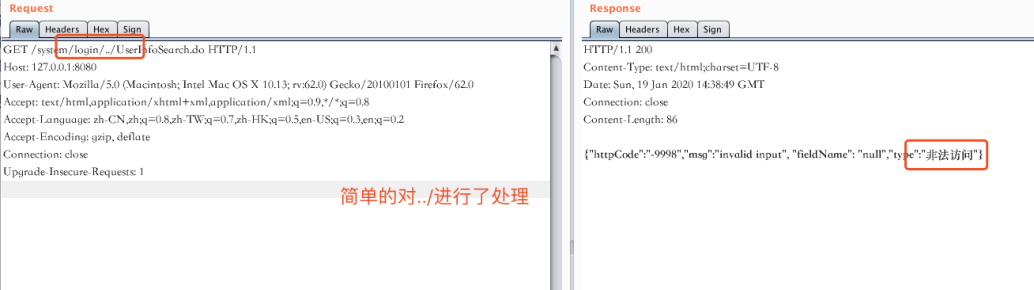 Request
Raw Headers Hex Sign
GET /system/login/../UserInfoSearch.do HTTP/1.1
Host: 127.0.0.1:8080
User-Agent: Mozilla/5.0 (Macintosh; Intel Mac OS X 10.13; rv:62.0) Gecko/20100101 Firefox/62.0
Accept: text/html,application/xhtml+xml,application/xml;q=0.9,*/*;q=0.8
Accept-Language: zh-CN,zh;q=0.8,zh-TW;q=0.7,zh-HK;q=0.5,en-US;q=0.3,en;q=0.2
Accept-Encoding: gzip, deflate
Connection: close
Upgrade-Insecure-Requests: 1
简单的对../进行了处理
Response
Raw Headers Hex Sign
HTTP/1.1 200
Content-Type: text/html;charset=UTF-8
Date: Sun, 19 Jan 2020 14:38:49 GMT
Connection: close
Content-Length: 86
{"httpCode":"-9998","msg":"invalid input", "fieldName": "null","type":"非法访问"}